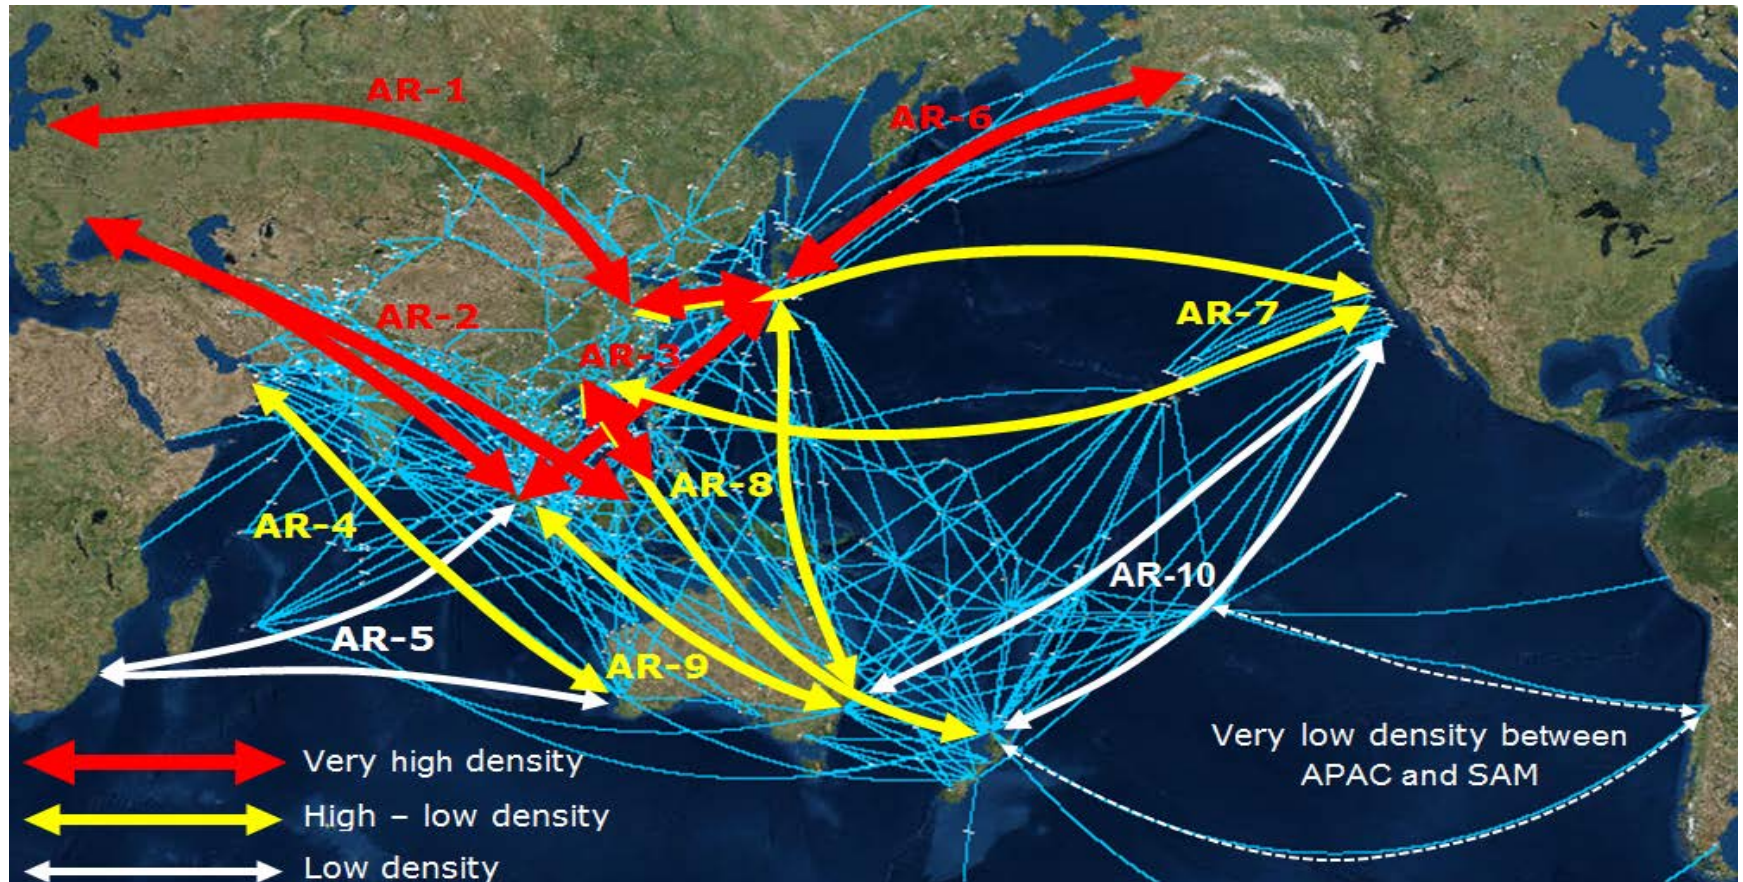 AR-1
AR-6
AR-2
AR-7
AR-3
AR-8
AR-4
AR-10
AR-5
AR-9
Very low density between
APAC and SAM
Very high density
High – low density
Low density